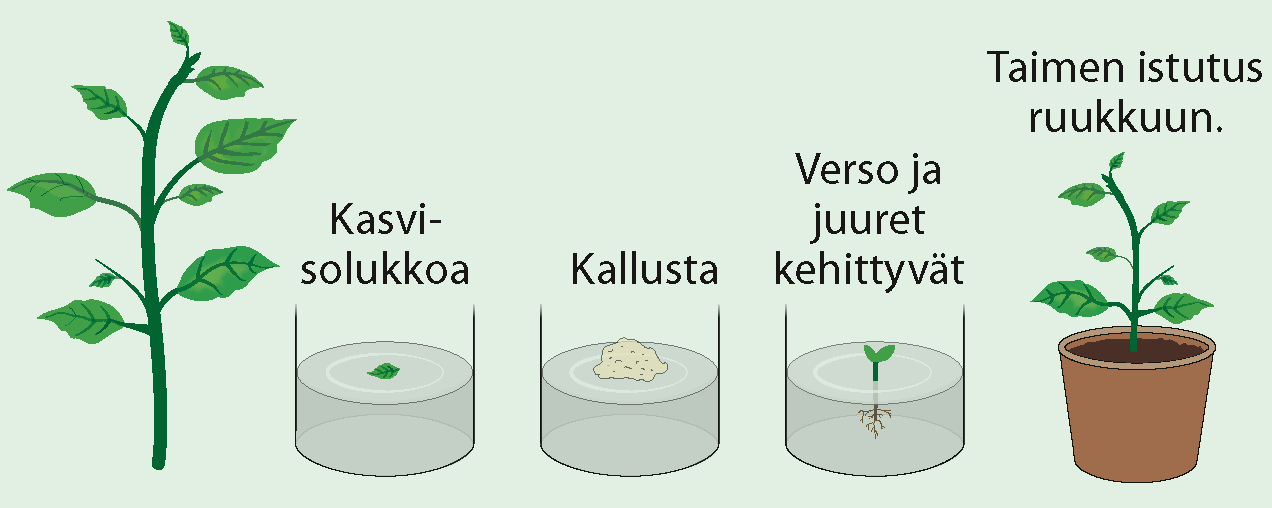 Kasvi-
solukkoa
Kallusta
Verso ja
juuret
kehittyvät
Taimen istutus
ruukkuun.